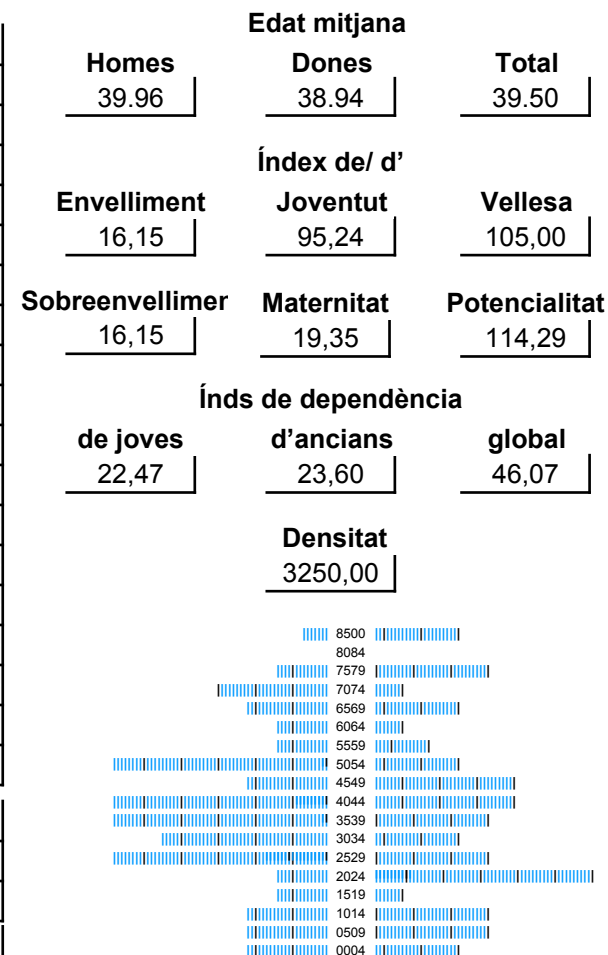 Edat mitjana
Homes Dones Total
39.96 38.94 39.50
Índex de/ d’
Envelliment Joventut Vellesa
16,15 95,24 105,00
Sobreenvellimer Maternitat Potencialitat
16,15 19,35 114,29
Índs de dependència
de joves d’ancians global
22,47 23,60 46,07
Densitat
3250,00
8500
8084
7579
7074
6569
6064
5559
5054
4549
4044
3539
3034
2529
2024
1519
1014
0509
0004